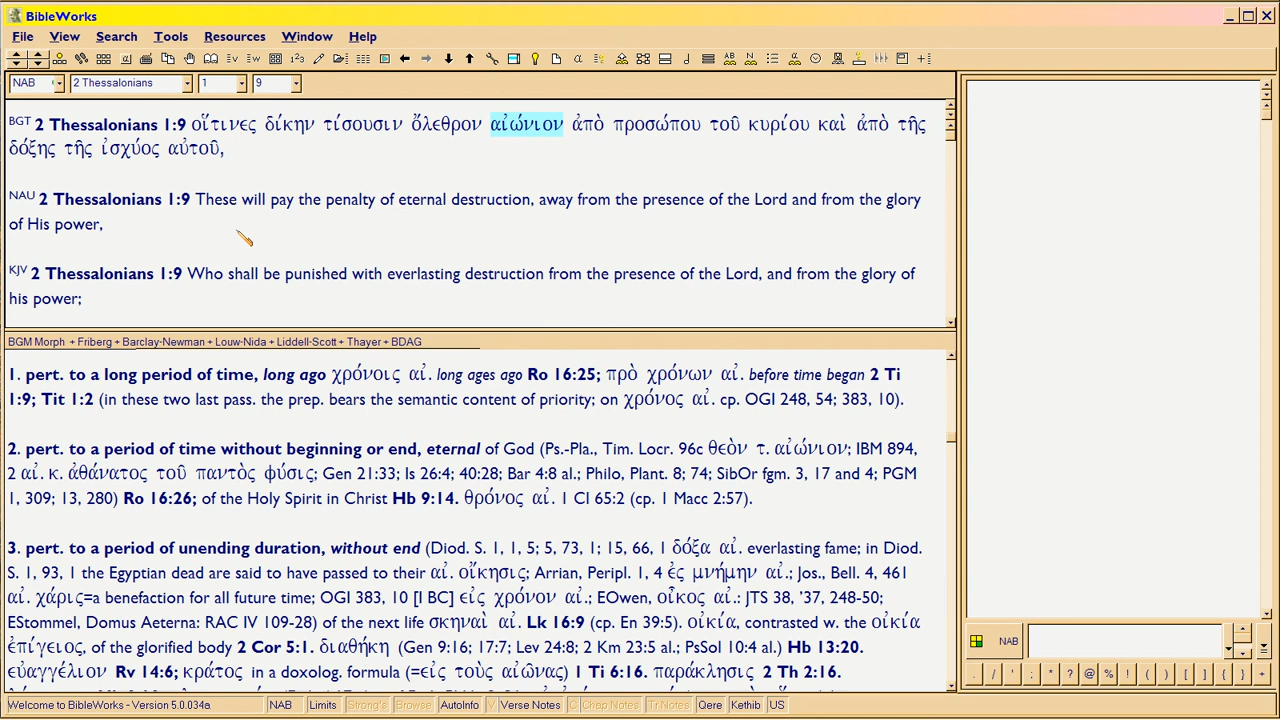 BibleWorks
File View Search Tools Resources Window Help
NAB 2 Thessalonians 1 9
BGT 2 Thessalonians 1:9 οἵτινες δίκην τίσουσιν ὄλεθρον αἰώνιον ἀπὸ προσώπου τοῦ κυρίου καὶ ἀπὸ τῆς
δόξης τῆς ἰσχύος αὐτοῦ,
NAU 2 Thessalonians 1:9 These will pay the penalty of eternal destruction, away from the presence of the Lord and from the glory
of His power,
KJV 2 Thessalonians 1:9 Who shall be punished with everlasting destruction from the presence of the Lord, and from the glory of
his power;
BGM Morph + Friberg + Barclay-Newman + Louw-Nida + Liddell-Scott + Thayer + BDAG
1. pert. to a long period of time, long ago χρόνοις αἰ. long ages ago Ro 16:25; πρὸ χρόνων αἰ. before time began 2 Ti
1:9; Tit 1:2 (in these two last pass. the prep. bears the semantic content of priority; on χρόνος αἰ. cp. OGI 248, 54; 383, 10).
2. pert. to a period of time without beginning or end, eternal of God (Ps.-Pla., Tim. Locr. 96c θεὸν τ. αἰώνιον; IBM 894,
2 αἰ. κ. ἀθάνατος τοῦ παντὸς φύσις; Gen 21:33; Is 26:4; 40:28; Bar 4:8 al.; Philo, Plant. 8; 74; SibOr fgm. 3, 17 and 4; PGM
1, 309; 13, 280) Ro 16:26; of the Holy Spirit in Christ Hb 9:14. θρόνος αἰ. 1 Cl 65:2 (cp. 1 Macc 2:57).
3. pert. to a period of unending duration, without end (Diod. S. 1, 1, 5; 5, 73, 1; 15, 66, 1 δόξα αἰ. everlasting fame; in Diod.
S. 1, 93, 1 the Egyptian dead are said to have passed to their αἰ. οἴκησις; Arrian, Peripl. 1, 4 ἐς μνήμην αἰ.; Jos., Bell. 4, 461
αἰ. χάρις=a benefaction for all future time; OGI 383, 10 [I BC] εἰς χρόνον αἰ.; EOwen, οἶκος αἰ.: JTS 38, '37, 248-50;
EStommel, Domus Aeterna: RAC IV 109-28) of the next life σκηναὶ αἰ. Lk 16:9 (cp. En 39:5). οἰκία, contrasted w. the οἰκία
ἐπίγειος, of the glorified body 2 Cor 5:1. διαθήκη (Gen 9:16; 17:7; Lev 24:8; 2 Km 23:5 al.; PsSol 10:4 al.) Hb 13:20.
εὐαγγέλιον Rv 14:6; κράτος in a doxolog. formula (=εἰς τοὺς αἰῶνας) 1 Ti 6:16. παράκλησις 2 Th 2:16.
NAB
. / ' ; * ? @ % ! ( ) [ ] { } +
Welcome to BibleWorks - Version 5.0.034a NAB Limits Strong's Browse AutoInfo V Verse Notes C Chap Notes Tr.Notes Qere Kethib US